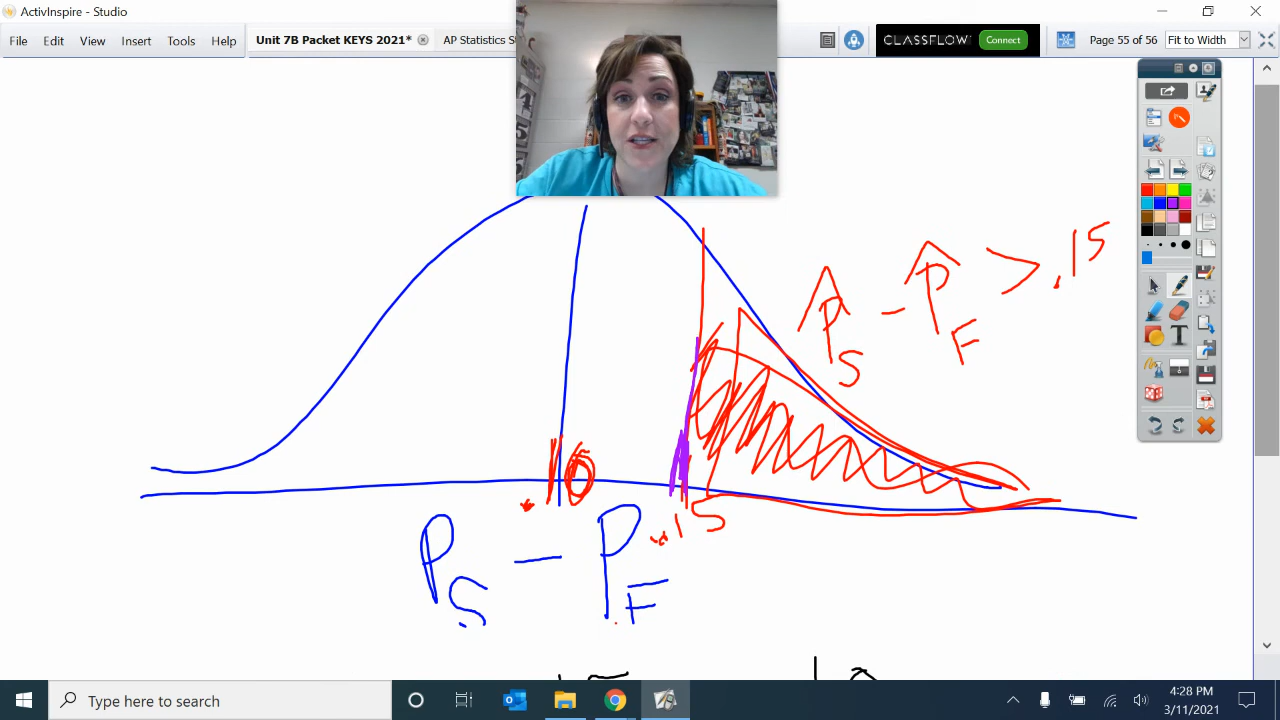 ActivInspire - Studio
File Edit View Insert Tools Help Unit 7B Packet KEYS 2021* AP Statistics S CLASSFLOW Connect Page 55 of 56 Fit to Width
p̂S - p̂F > .15
.10
.15
PS - PF
T
Type here to search
4:28 PM
3/11/2021